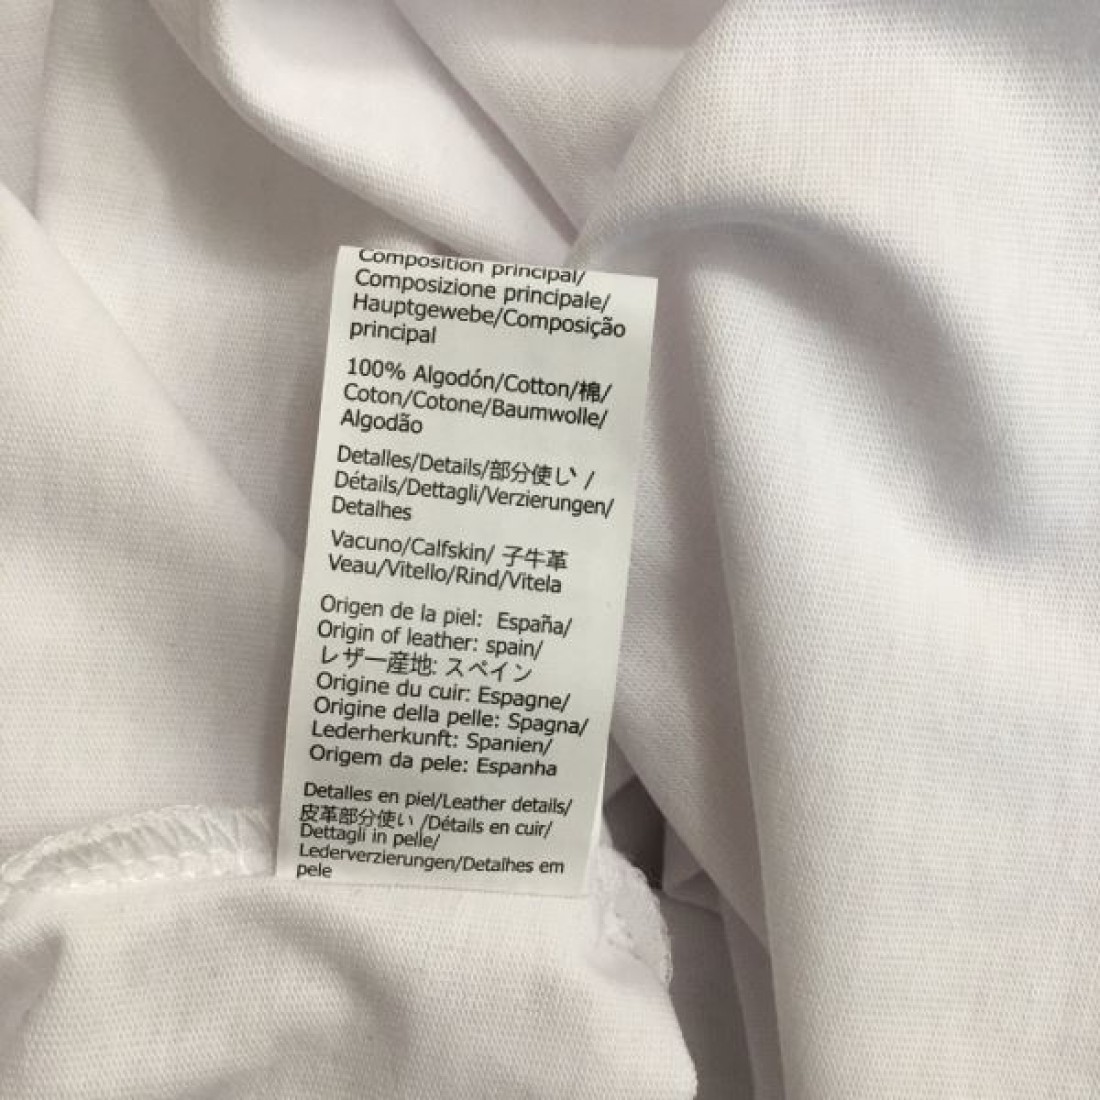 Composition principal/
Composizione principale/
Hauptgewebe/Composição
principal
100% Algodón/Cotton/棉/
Coton/Cotone/Baumwolle/
Algodão
Detalles/Details/部分使い /
Détails/Dettagli/Verzierungen/
Detalhes
Vacuno/Calfskin/ 子牛革
Veau/Vitello/Rind/Vitela
Origen de la piel: España/
Origin of leather: spain/
レザー産地: スペイン
Origine du cuir: Espagne/
Origine della pelle: Spagna/
Lederherkunft: Spanien/
Origem da pele: Espanha
Detalles en piel/Leather details/
皮革部分使い /Détails en cuir/
Dettagli in pelle/
Lederverzierungen/Detalhes em
pele